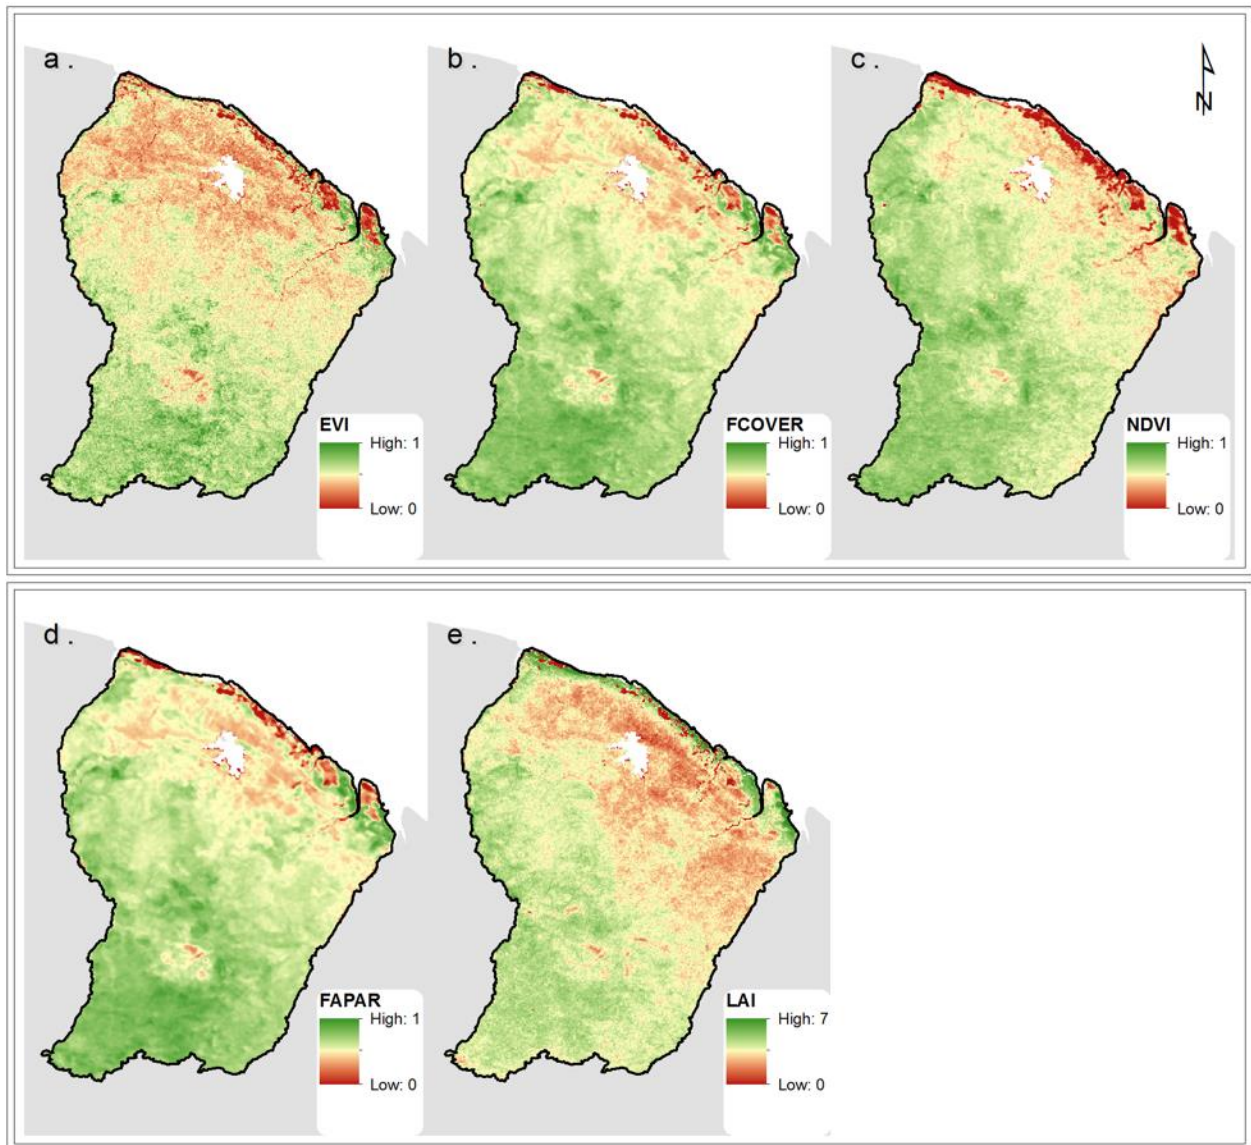 a .
b .
c .
N
EVI
High: 1
Low: 0
FCOVER
High: 1
Low: 0
NDVI
High: 1
Low: 0
d .
e .
FAPAR
High: 1
Low: 0
LAI
High: 7
Low: 0